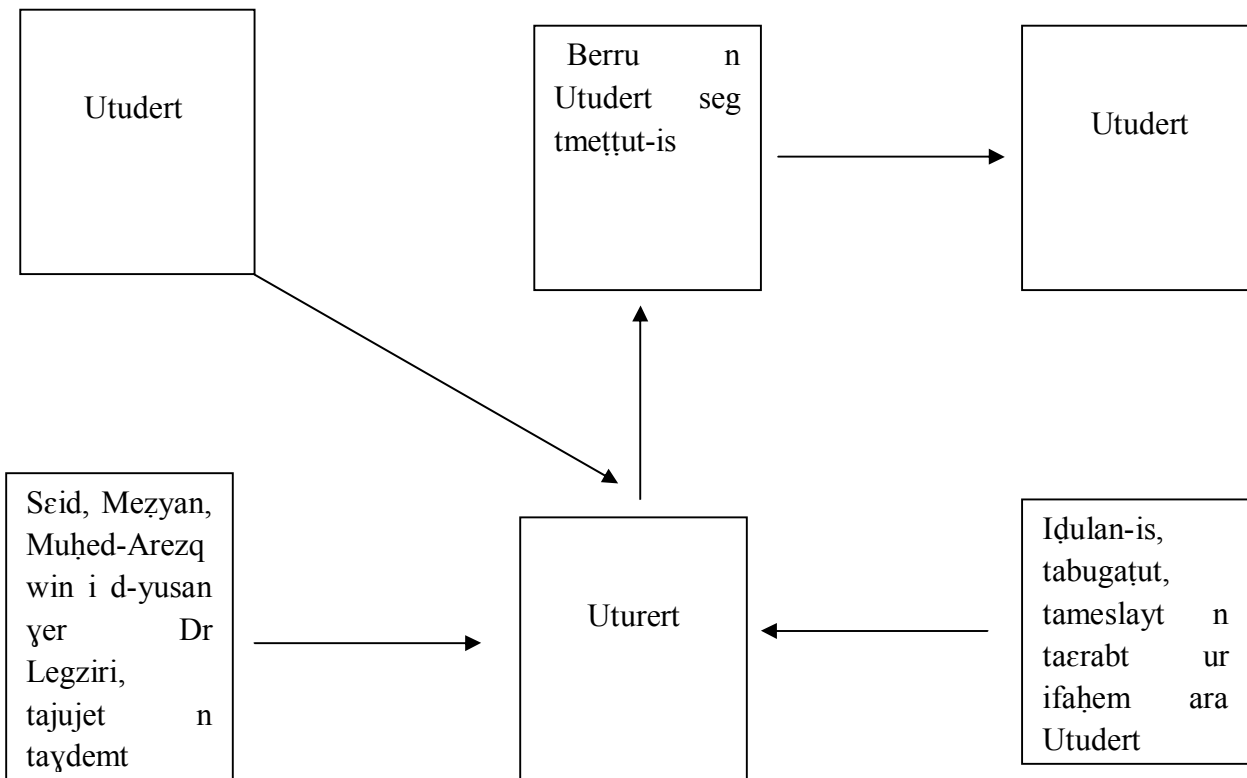 Utudert
Berru n
Utudert seg
tmeṭṭut-is
Utudert
Sɛid, Meẓyan,
Muḥed-Arezq
win i d-yusan
ɣer Dr
Legziri,
tajujet n
taɣdemt
Uturert
Iḍulan-is,
tabugaṭut,
tameslayt n
taɛrabt ur
ifaḥem ara
Utudert